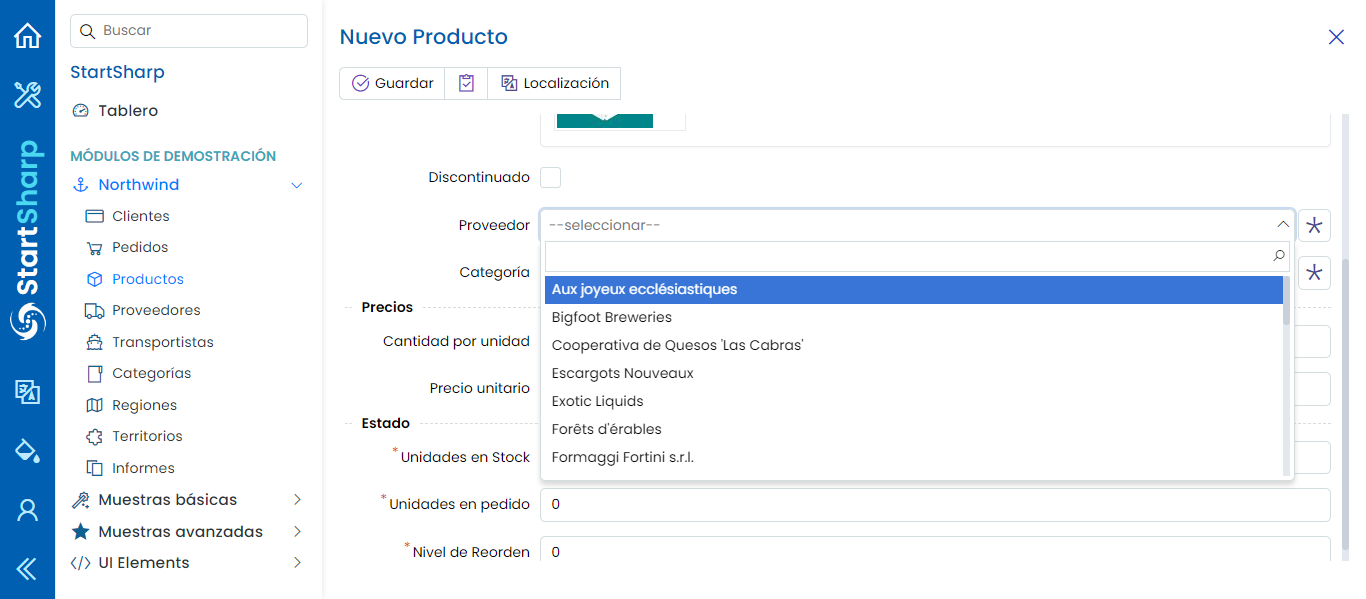 Buscar
StartSharp
Tablero
MÓDULOS DE DEMOSTRACIÓN
Northwind
Clientes
Pedidos
Productos
Proveedores
Transportistas
Categorías
Regiones
Territorios
Informes
Muestras básicas
Muestras avanzadas
</> UI Elements
StartSharp
Nuevo Producto
Guardar
Localización
Discontinuado
Proveedor
--seleccionar--
Categoría
Aux joyeux ecclésiastiques
Bigfoot Breweries
Cooperativa de Quesos 'Las Cabras'
Escargots Nouveaux
Exotic Liquids
Forêts d'érables
Formaggi Fortini s.r.l.
Precios
Cantidad por unidad
Precio unitario
Estado
*Unidades en Stock
*Unidades en pedido 0
*Nivel de Reorden 0